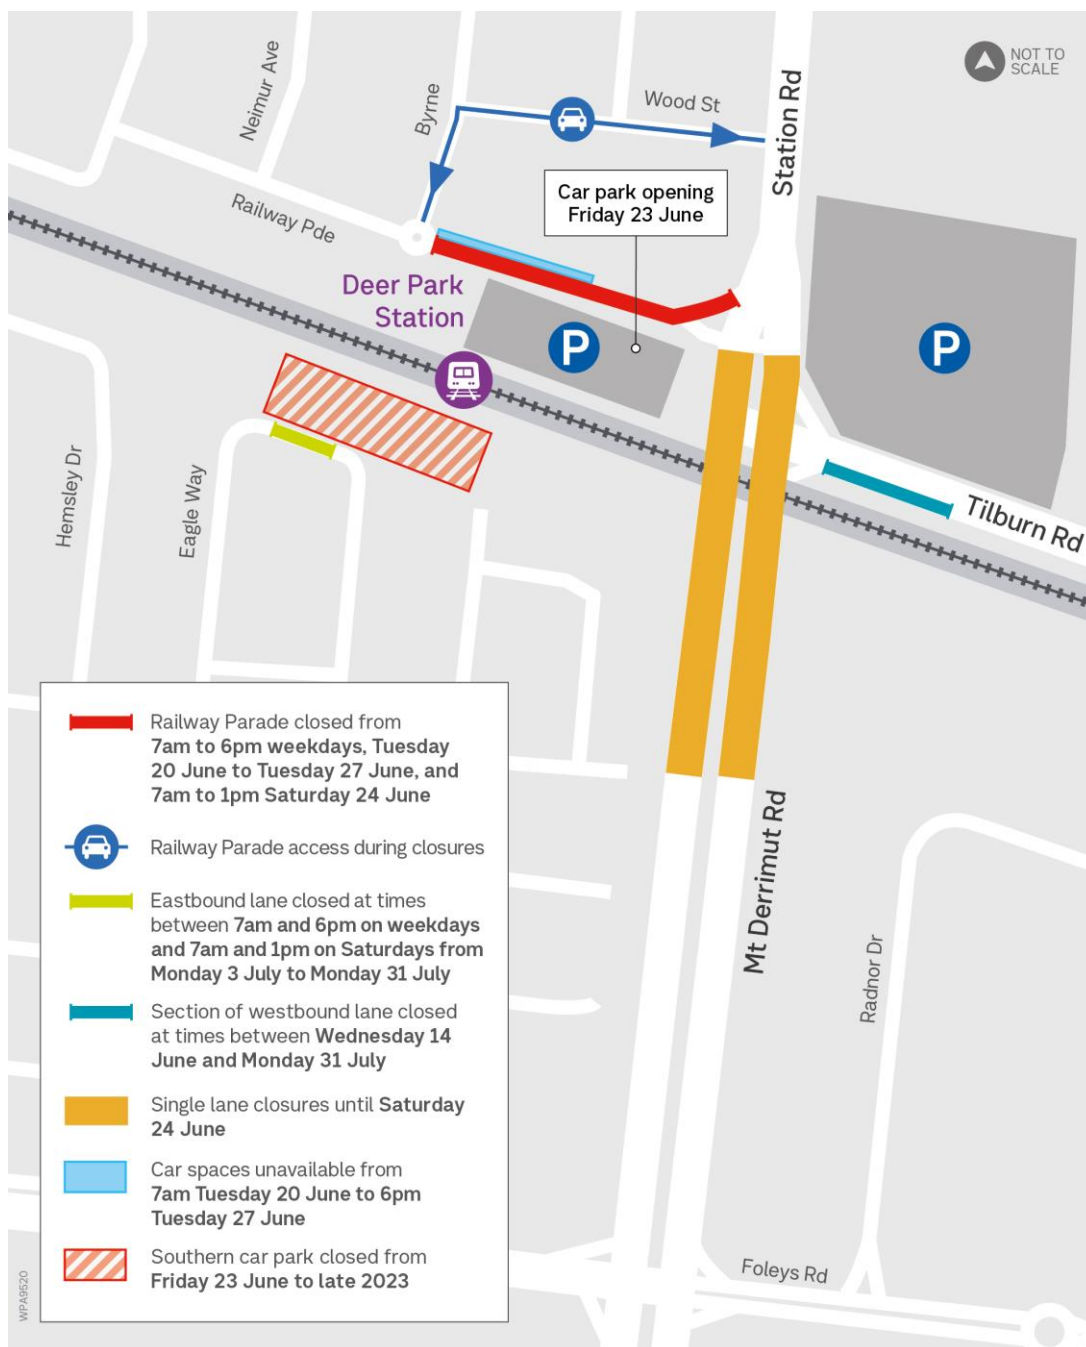 NOT TO
SCALE
Neimur Ave
Byrne
Wood St
Station Rd
Car park opening
Friday 23 June
Railway Pde
Deer Park
Station
P
P
Hemsley Dr
Eagle Way
Tilburn Rd
Mt Derrimut Rd
Radnor Dr
Foleys Rd
Railway Parade closed from
7am to 6pm weekdays, Tuesday
20 June to Tuesday 27 June, and
7am to 1pm Saturday 24 June
Railway Parade access during closures
Eastbound lane closed at times
between 7am and 6pm on weekdays
and 7am and 1pm on Saturdays from
Monday 3 July to Monday 31 July
Section of westbound lane closed
at times between Wednesday 14
June and Monday 31 July
Single lane closures until Saturday
24 June
Car spaces unavailable from
7am Tuesday 20 June to 6pm
Tuesday 27 June
Southern car park closed from
Friday 23 June to late 2023
WPA9520